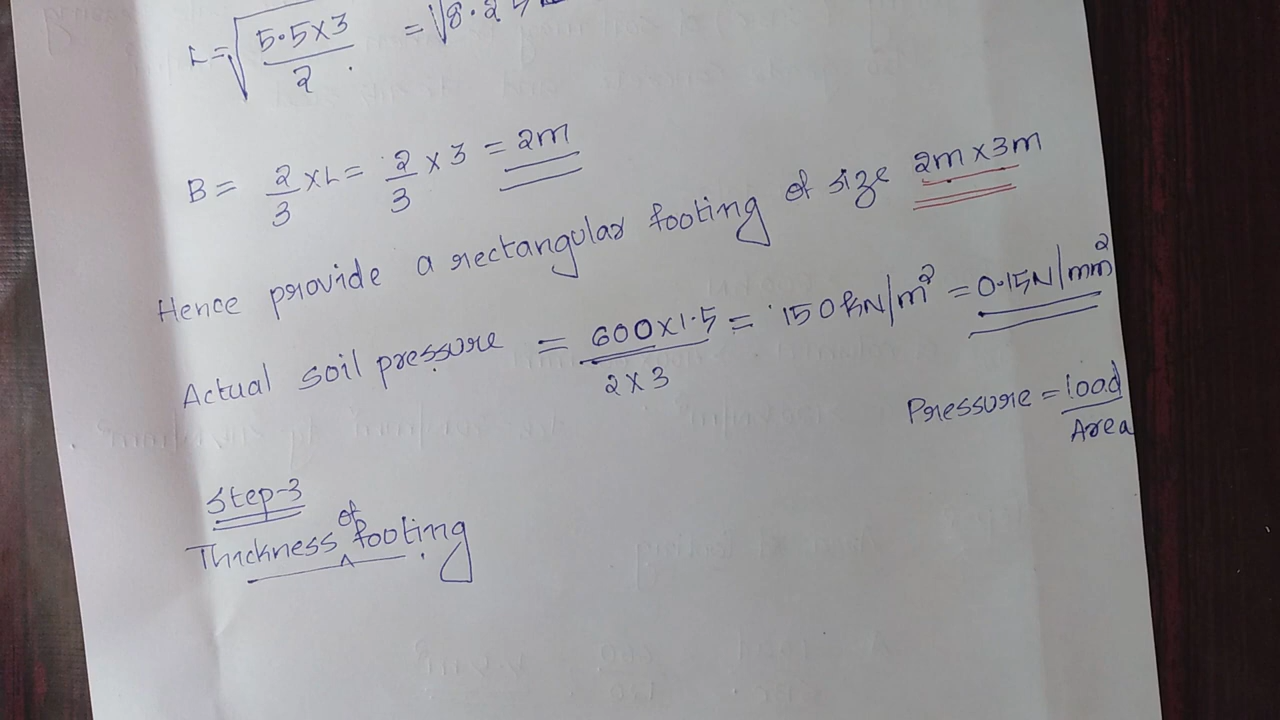 L = √(5.5×3/2) = √8.25
B = 2/3 × L = 2/3 × 3 = 2m
Hence provide a rectangular footing of size 2m × 3m
Actual soil pressure = 600×1.5/2×3 = 150 kN/m² = 0.15N/mm²
Pressure = load/Area
Step-3
Thickness of footing